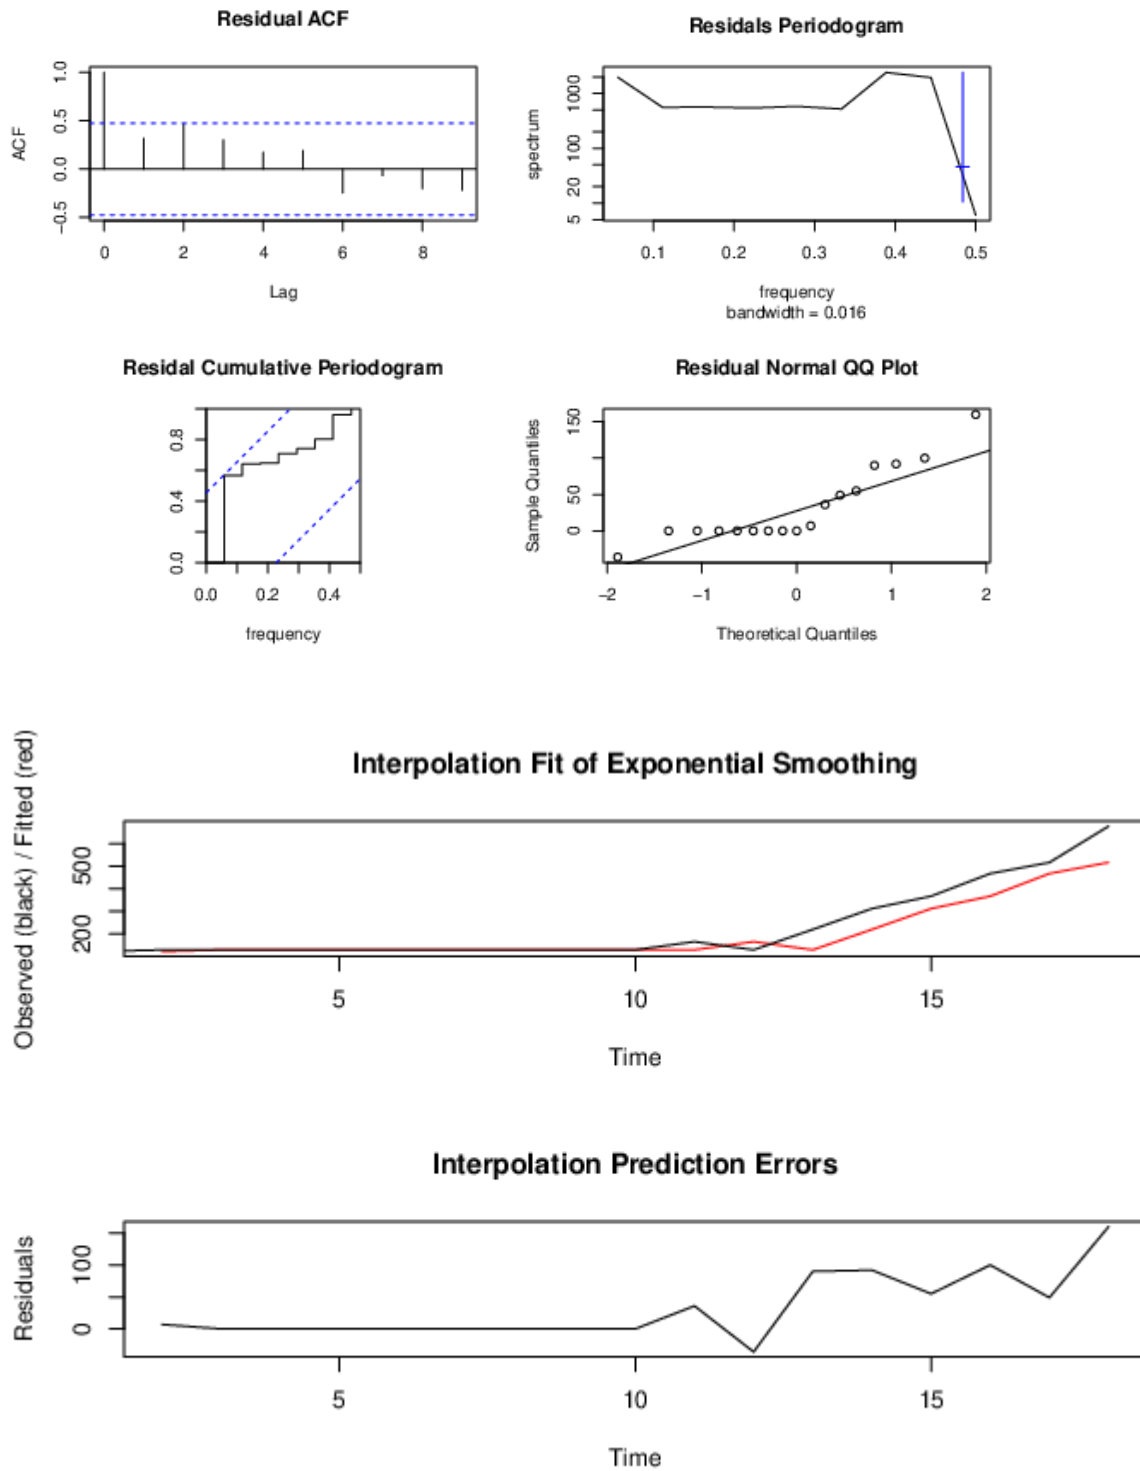 Residual ACF
ACF
1.0
0.5
0.0
−0.5
0 2 4 6 8
Lag
Residals Periodogram
spectrum
1000
100
20
5
0.1 0.2 0.3 0.4 0.5
frequency
bandwidth = 0.016
Residal Cumulative Periodogram
0.8
0.4
0.0
0.0 0.2 0.4
frequency
Residual Normal QQ Plot
Sample Quantiles
150
50
0
−2 −1 0 1 2
Theoretical Quantiles
Interpolation Fit of Exponential Smoothing
Observed (black) / Fitted (red)
500
200
5 10 15
Time
Interpolation Prediction Errors
Residuals
100
0
5 10 15
Time